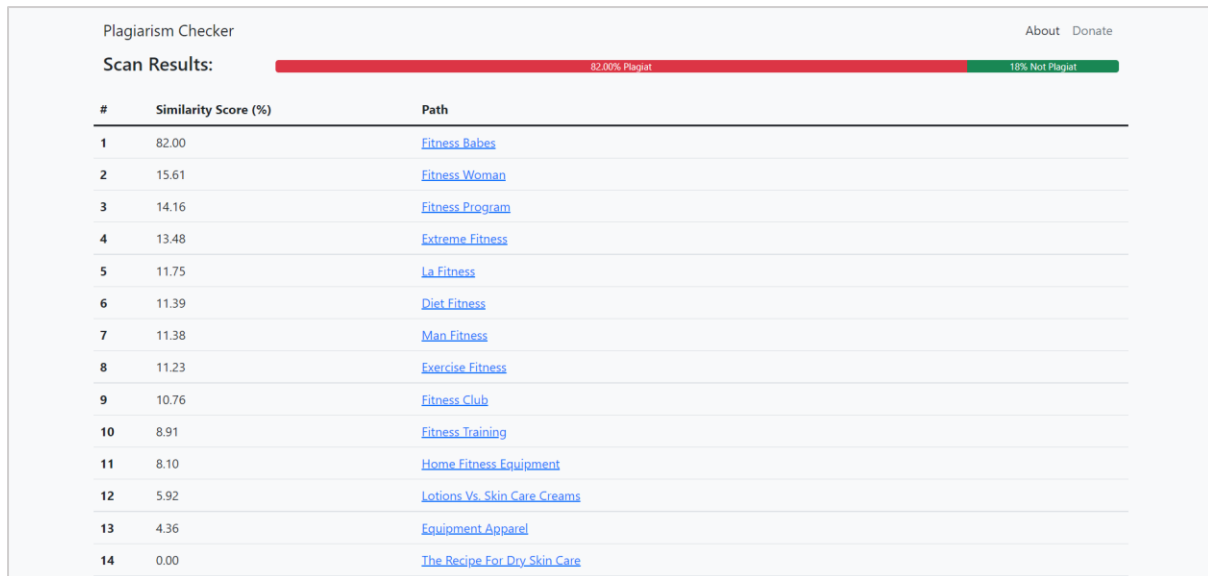 Plagiarism Checker About Donate
Scan Results: 82.00% Plagiat 18% Not Plagiat
# Similarity Score (%) Path
1 82.00 Fitness Babes
2 15.61 Fitness Woman
3 14.16 Fitness Program
4 13.48 Extreme Fitness
5 11.75 La Fitness
6 11.39 Diet Fitness
7 11.38 Man Fitness
8 11.23 Exercise Fitness
9 10.76 Fitness Club
10 8.91 Fitness Training
11 8.10 Home Fitness Equipment
12 5.92 Lotions Vs. Skin Care Creams
13 4.36 Equipment Apparel
14 0.00 The Recipe For Dry Skin Care